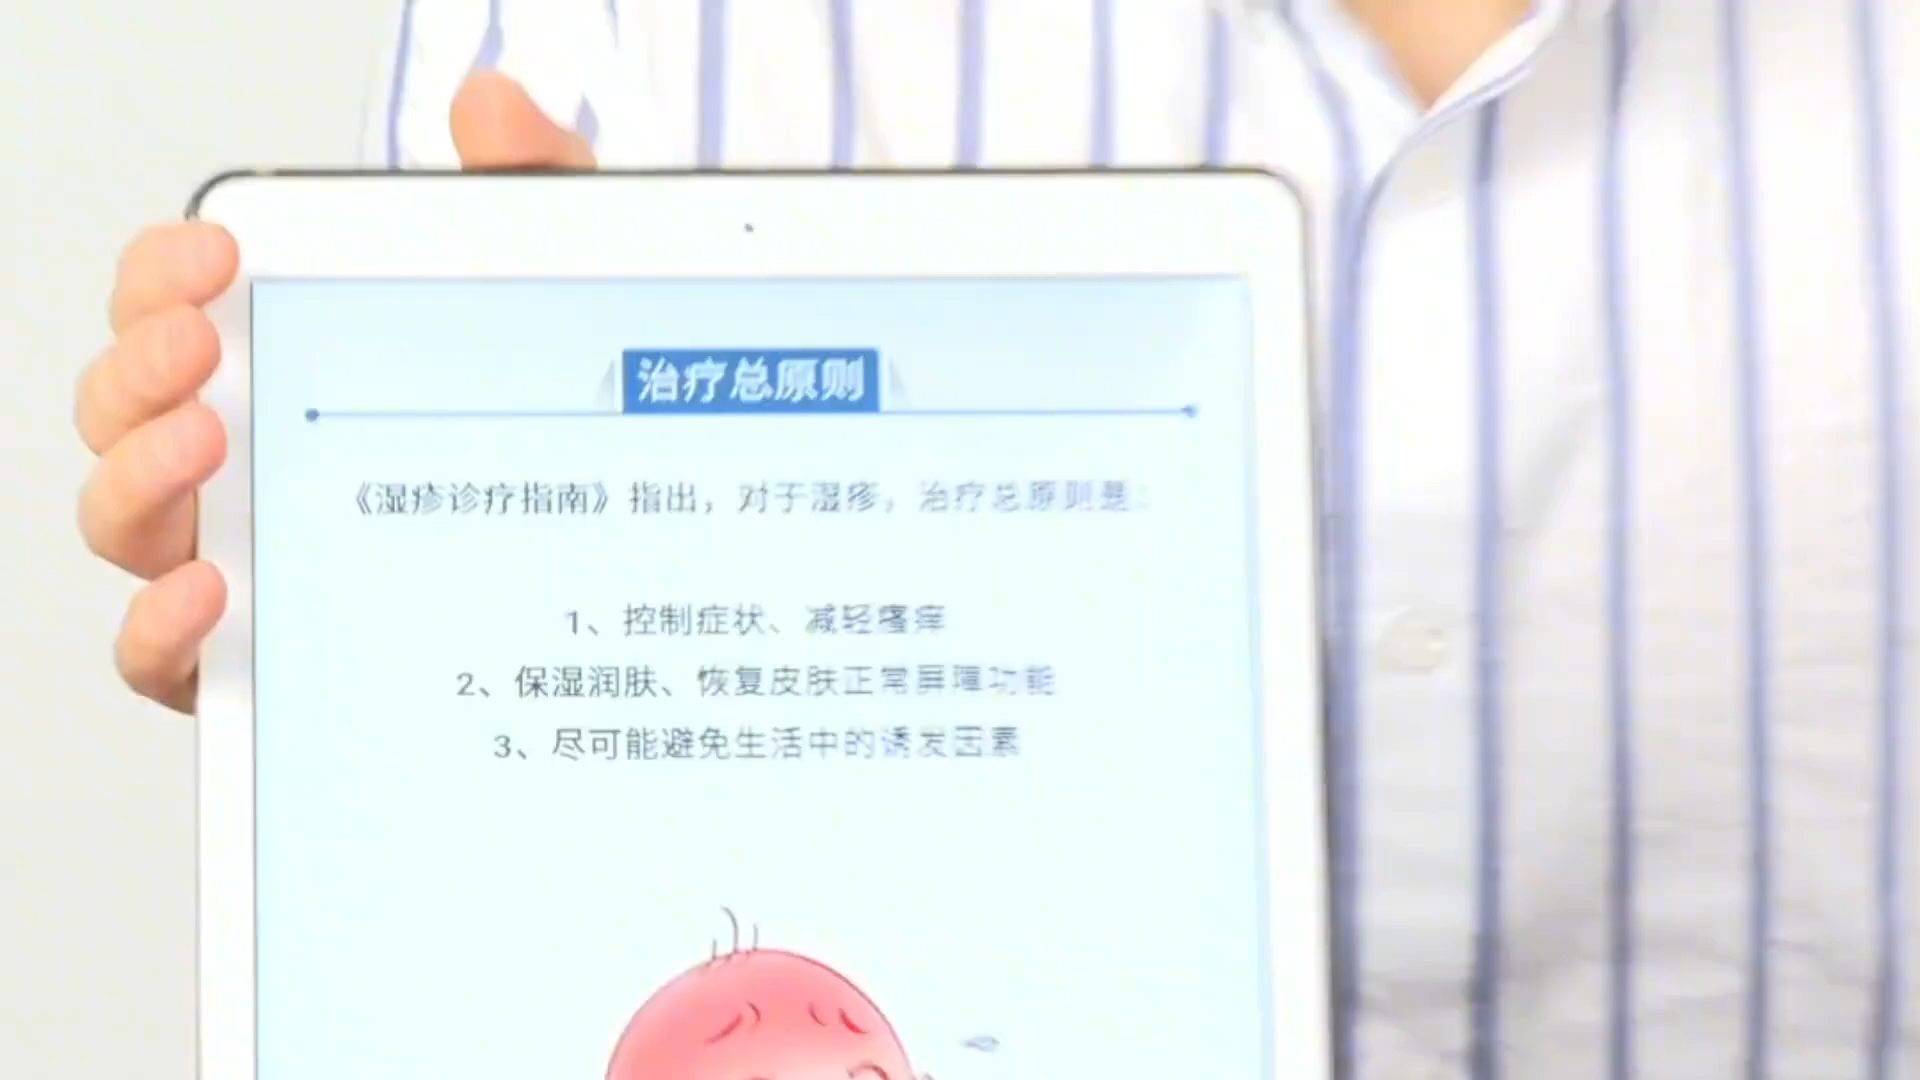 治疗总原则
《湿疹诊疗指南》指出，对于湿疹，治疗总原则是：
1、控制症状、减轻瘙痒
2、保湿润肤、恢复皮肤正常屏障功能
3、尽可能避免生活中的诱发因素